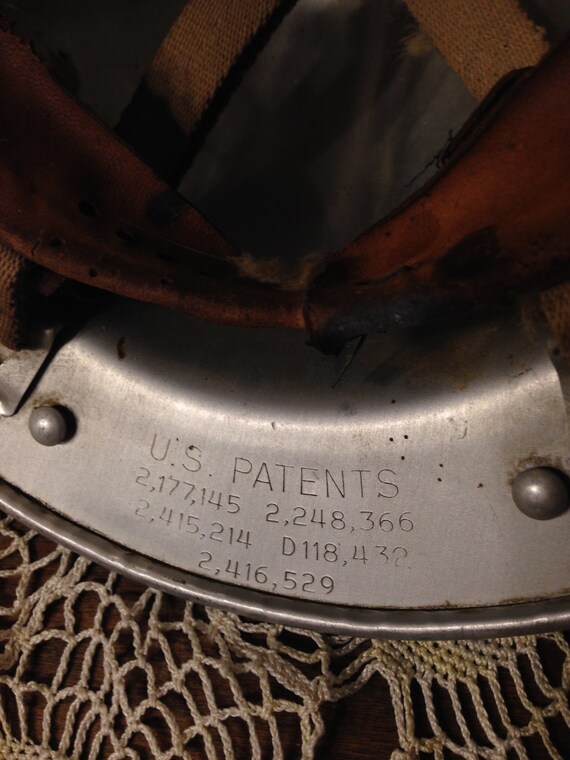 U.S. PATENTS
2,177,145 2,248,366
2,415,214 D118,432
2,416,529